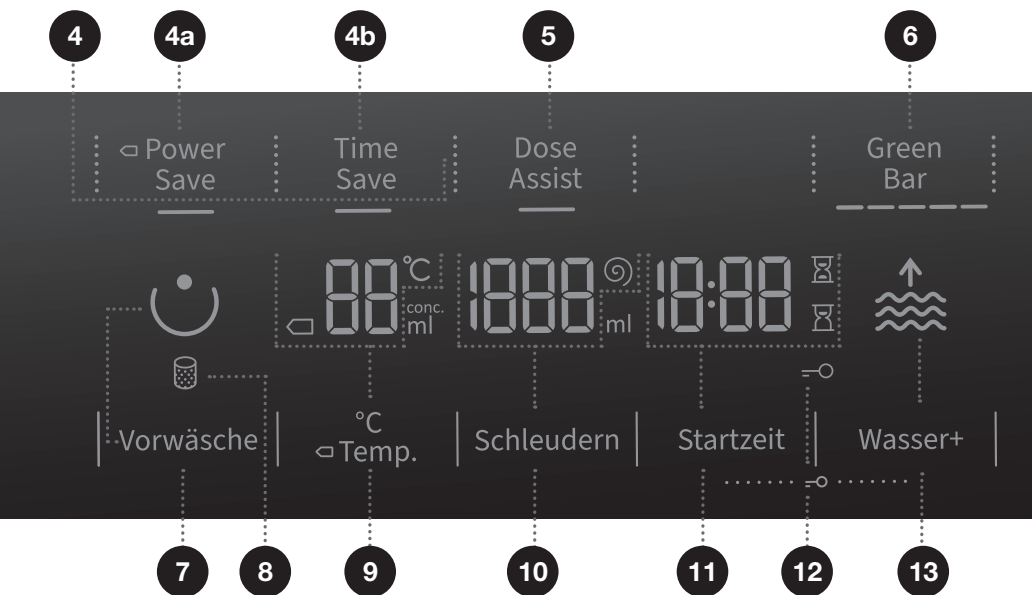 4 4a 4b 5 6
Power Save
Time Save
Dose Assist
Green Bar
88 °C
conc.
ml
1888
ml
18:88
Vorwäsche
°C
Temp.
Schleudern
Startzeit
Wasser+
7 8 9 10 11 12 13